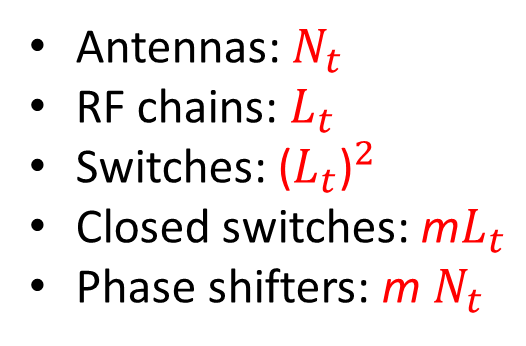 • Antennas: Nₜ
• RF chains: Lₜ
• Switches: (Lₜ)²
• Closed switches: mLₜ
• Phase shifters: m Nₜ